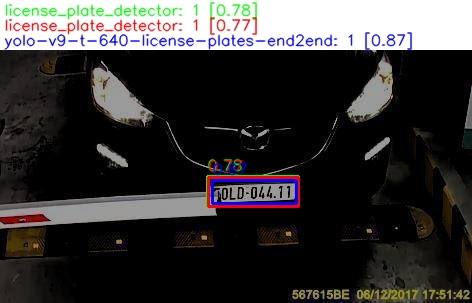 license_plate_detector: 1 [0.78]
license_plate_detector: 1 [0.77]
yolo-v9-t-640-license-plates-end2end: 1 [0.87]
0.78
OLD-044.11
567615BE 06/12/2017 17:51:42